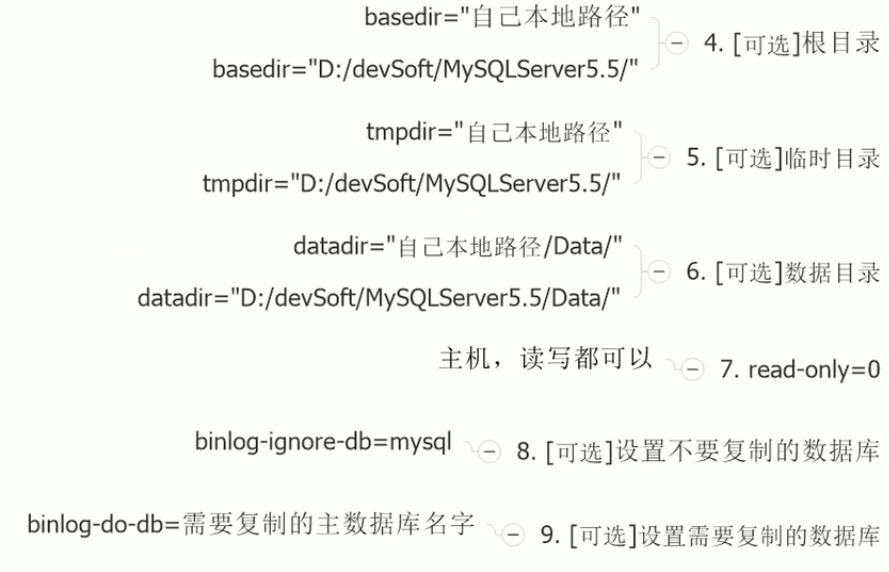 basedir="自己本地路径"
4. [可选]根目录
basedir="D:/devSoft/MySQLServer5.5/"
tmpdir="自己本地路径"
5. [可选]临时目录
tmpdir="D:/devSoft/MySQLServer5.5/"
datadir="自己本地路径/Data/"
6. [可选]数据目录
datadir="D:/devSoft/MySQLServer5.5/Data/"
主机，读写都可以
7. read-only=0
binlog-ignore-db=mysql
8. [可选]设置不要复制的数据库
binlog-do-db=需要复制的主数据库名字
9. [可选]设置需要复制的数据库